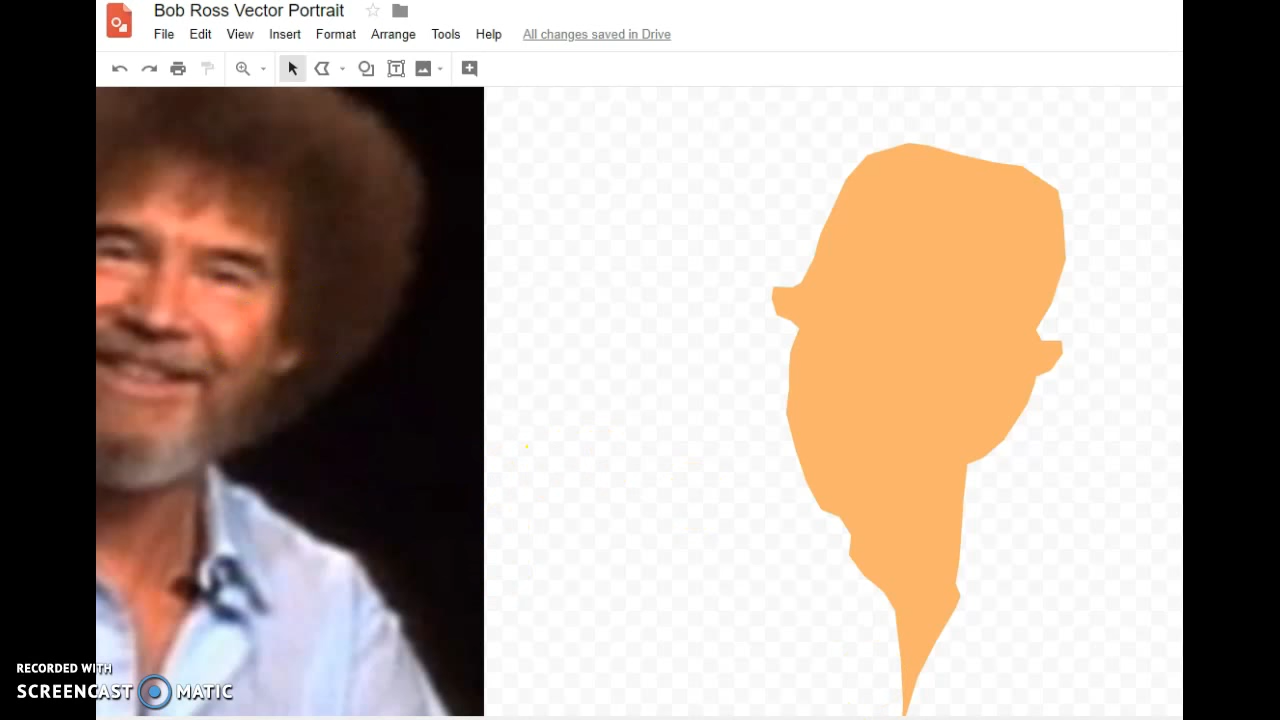 Bob Ross Vector Portrait
File Edit View Insert Format Arrange Tools Help All changes saved in Drive
RECORDED WITH
SCREENCAST MATIC